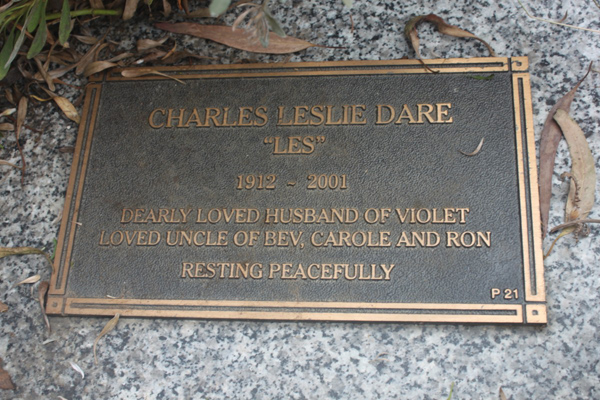 CHARLES LESLIE DARE
"LES"
1912 ~ 2001
DEARLY LOVED HUSBAND OF VIOLET
LOVED UNCLE OF BEV, CAROLE AND RON
RESTING PEACEFULLY
P 21